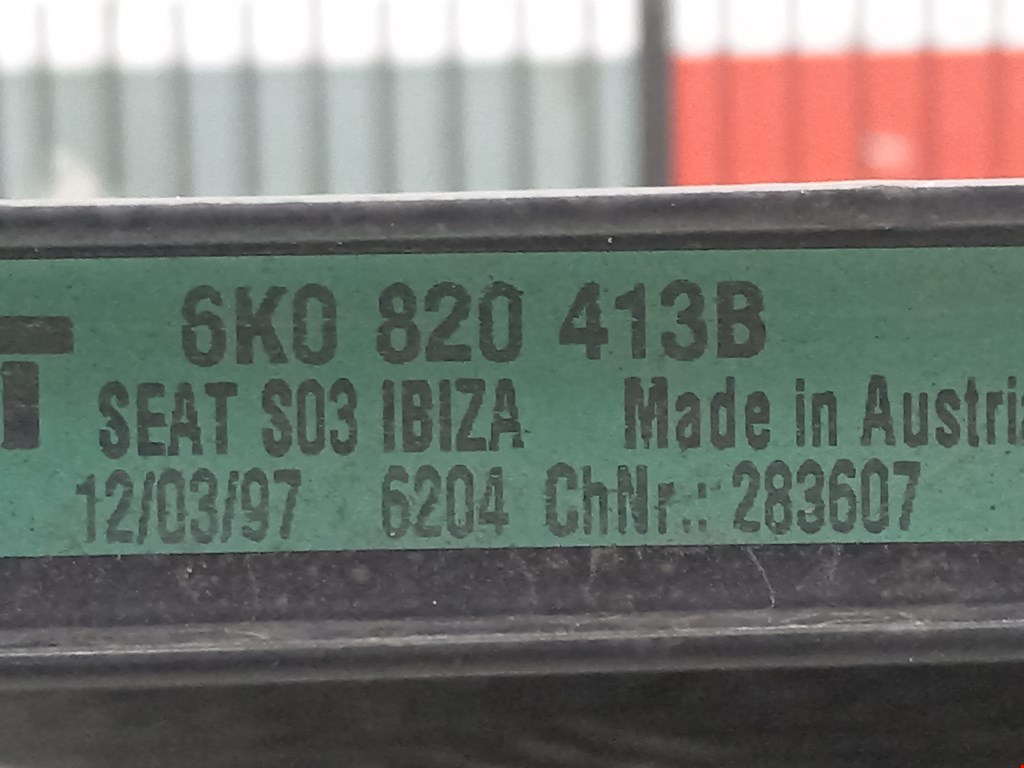 6K0 820 413B
SEAT S03 IBIZA Made in Austria
12/03/97 6204 ChNr.: 283607